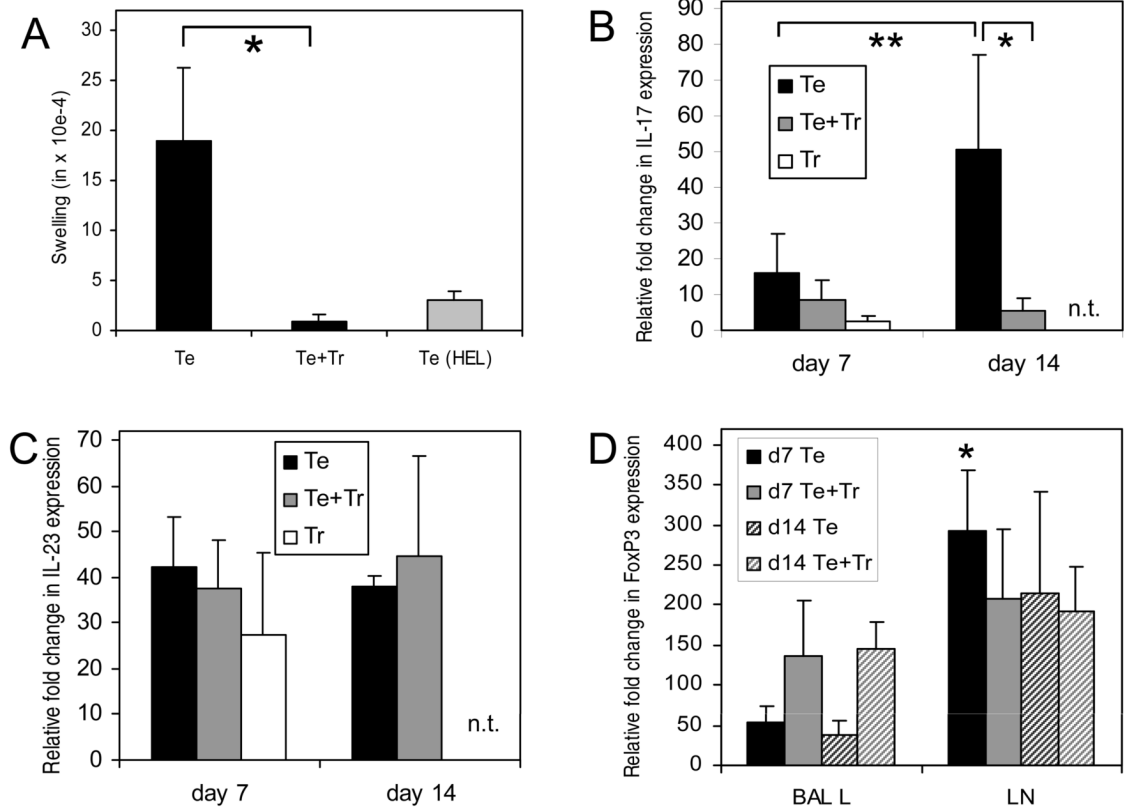 A
Swelling (in x 10e-4)
30
25
20
15
10
5
0
*
Te
Te+Tr
Te (HEL)
B
Relative fold change in IL-17 expression
90
80
70
60
50
40
30
20
10
0
**
*
Te
Te+Tr
Tr
n.t.
day 7
day 14
C
Relative fold change in IL-23 expression
70
60
50
40
30
20
10
0
Te
Te+Tr
Tr
n.t.
day 7
day 14
D
Relative fold change in FoxP3 expression
400
350
300
250
200
150
100
50
0
d7 Te
d7 Te+Tr
d14 Te
d14 Te+Tr
*
BAL L
LN